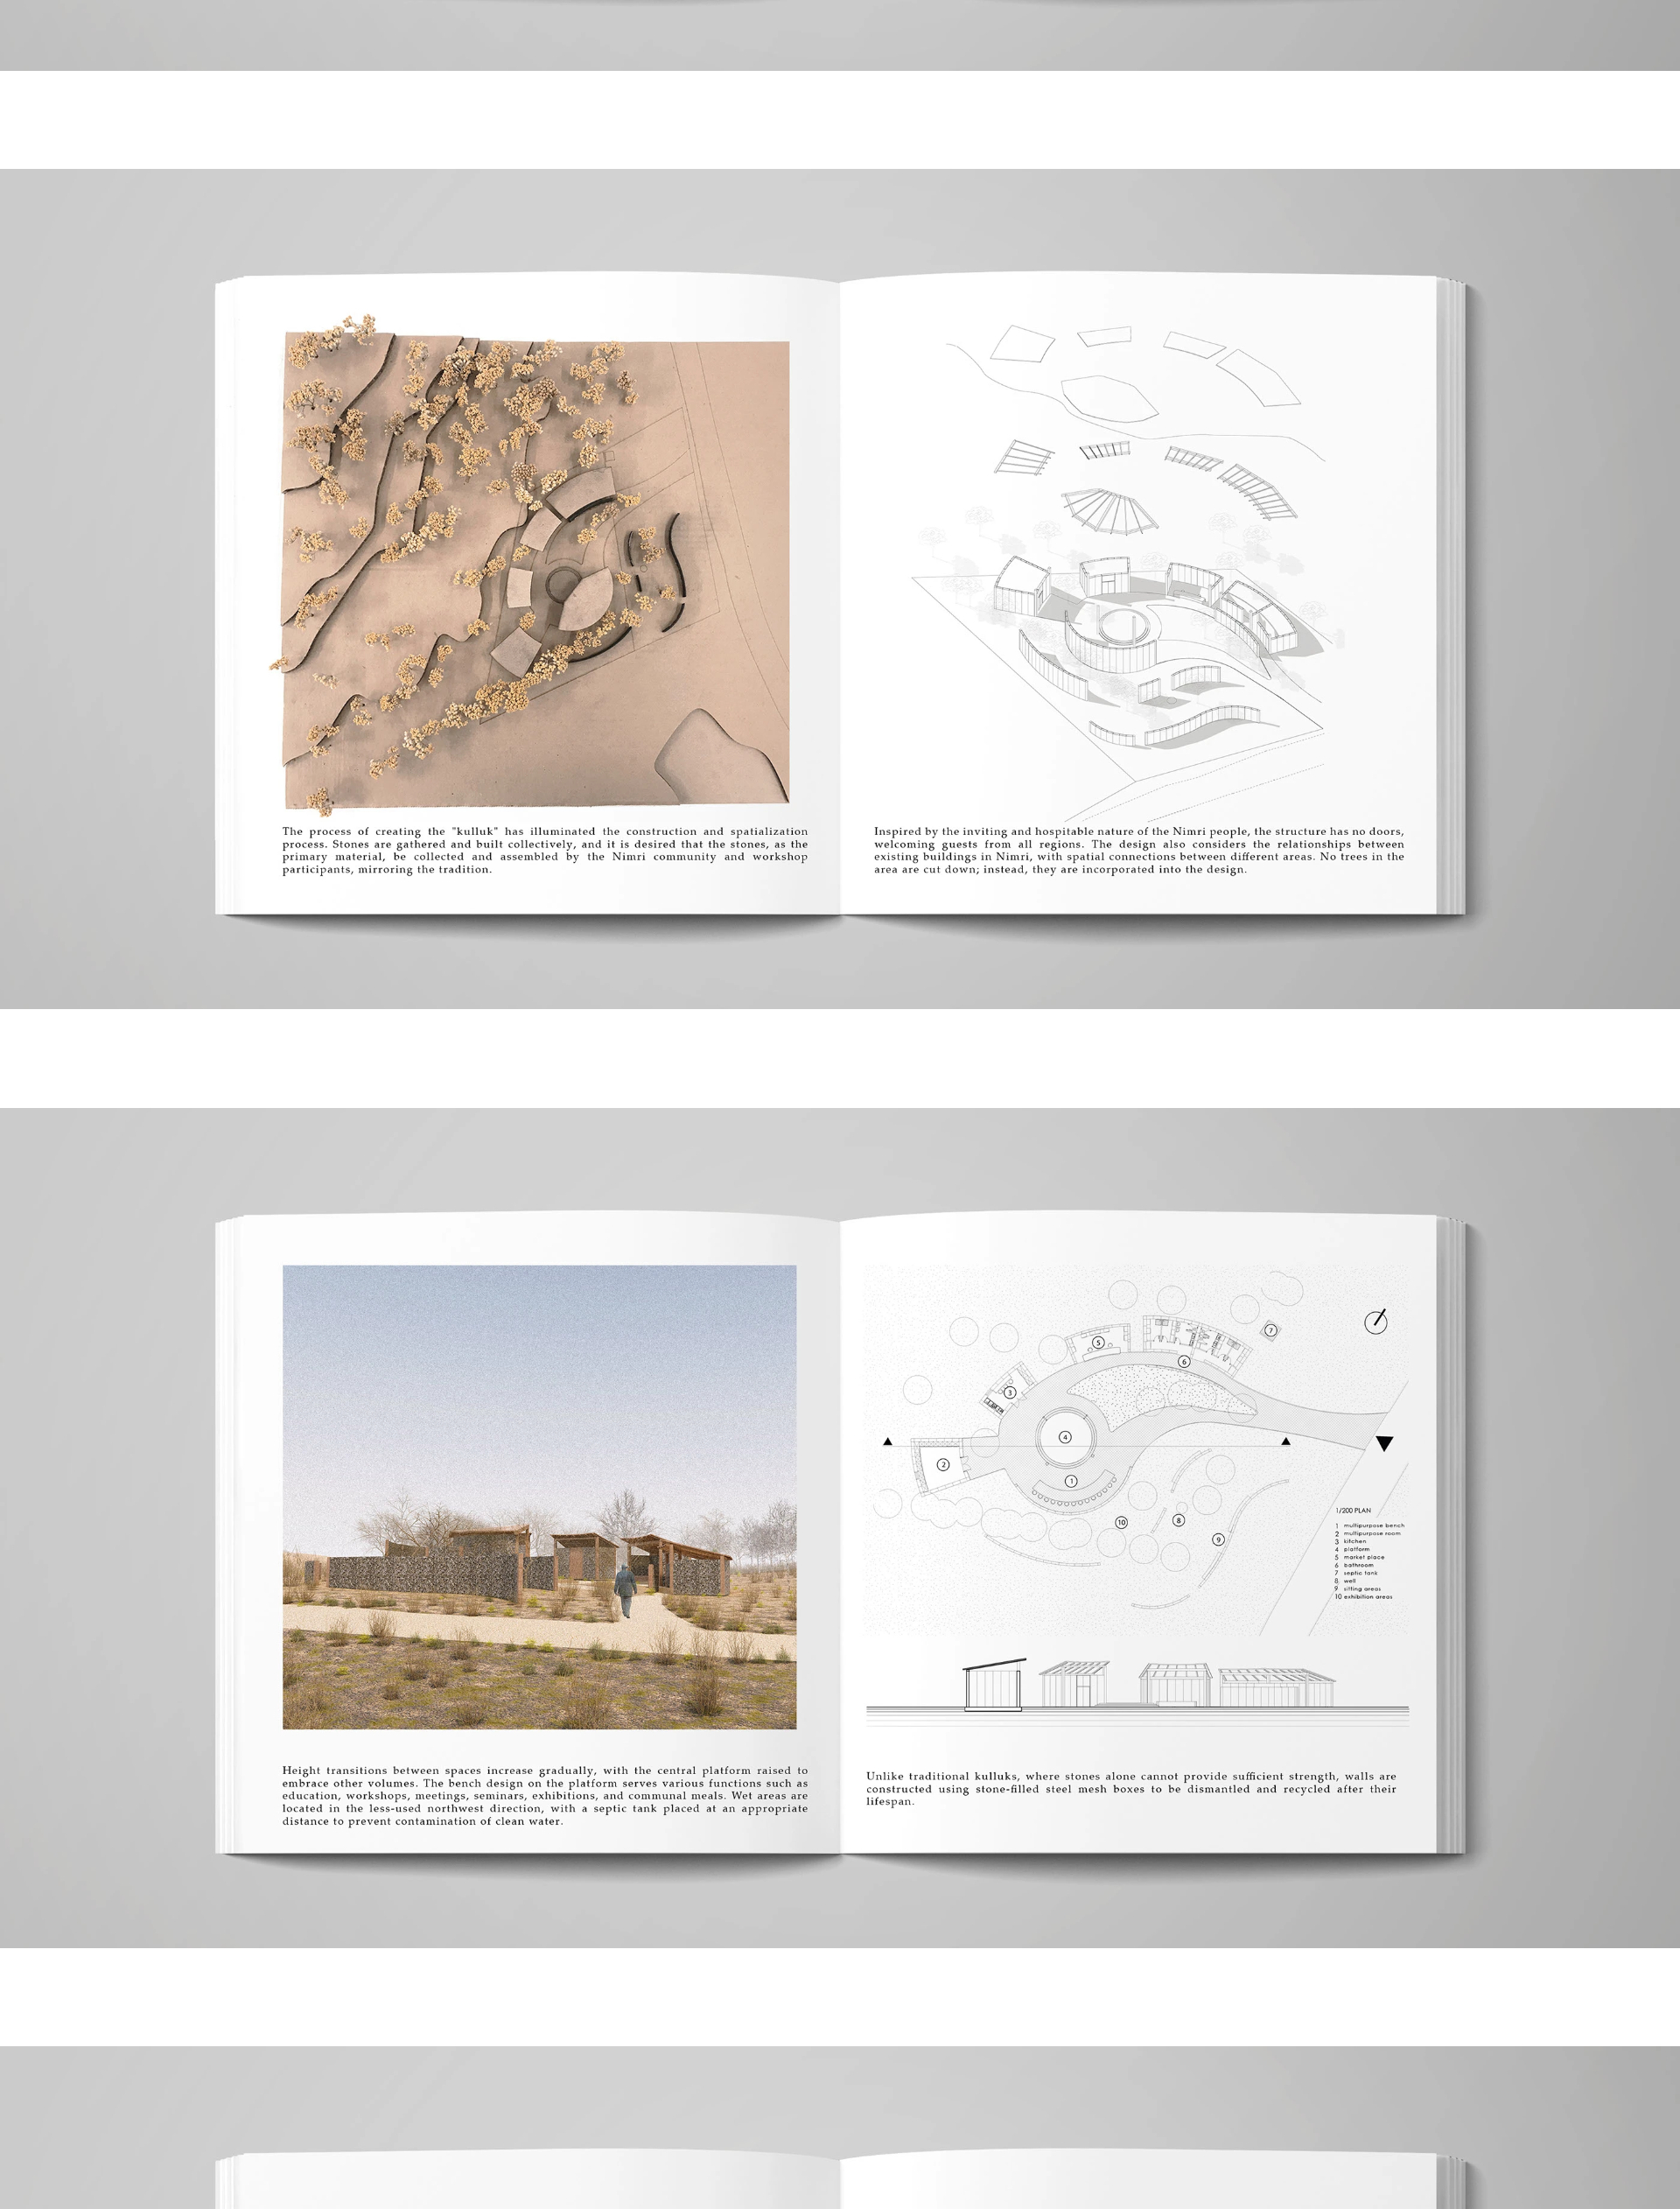 The process of creating the "kulluk" has illuminated the construction and spatialization
process. Stones are gathered and built collectively, and it is desired that the stones, as the
primary material, be collected and assembled by the Nimri community and workshop
participants, mirroring the tradition.
Inspired by the inviting and hospitable nature of the Nimri people, the structure has no doors,
welcoming guests from all regions. The design also considers the relationships between
existing buildings in Nimri, with spatial connections between different areas. No trees in the
area are cut down; instead, they are incorporated into the design.
Height transitions between spaces increase gradually, with the central platform raised to
embrace other volumes. The bench design on the platform serves various functions such as
education, workshops, meetings, seminars, exhibitions, and communal meals. Wet areas are
located in the less-used northwest direction, with a septic tank placed at an appropriate
distance to prevent contamination of clean water.
7
5
6
3
4
2
1
10
8
9
1/200 PLAN
1 multipurpose bench
2 multipurpose room
3 kitchen
4 platform
5 market place
6 bathroom
7 septic tank
8 well
9 sitting areas
10 exhibition areas
Unlike traditional kulluks, where stones alone cannot provide sufficient strength, walls are
constructed using stone-filled steel mesh boxes to be dismantled and recycled after their
lifespan.